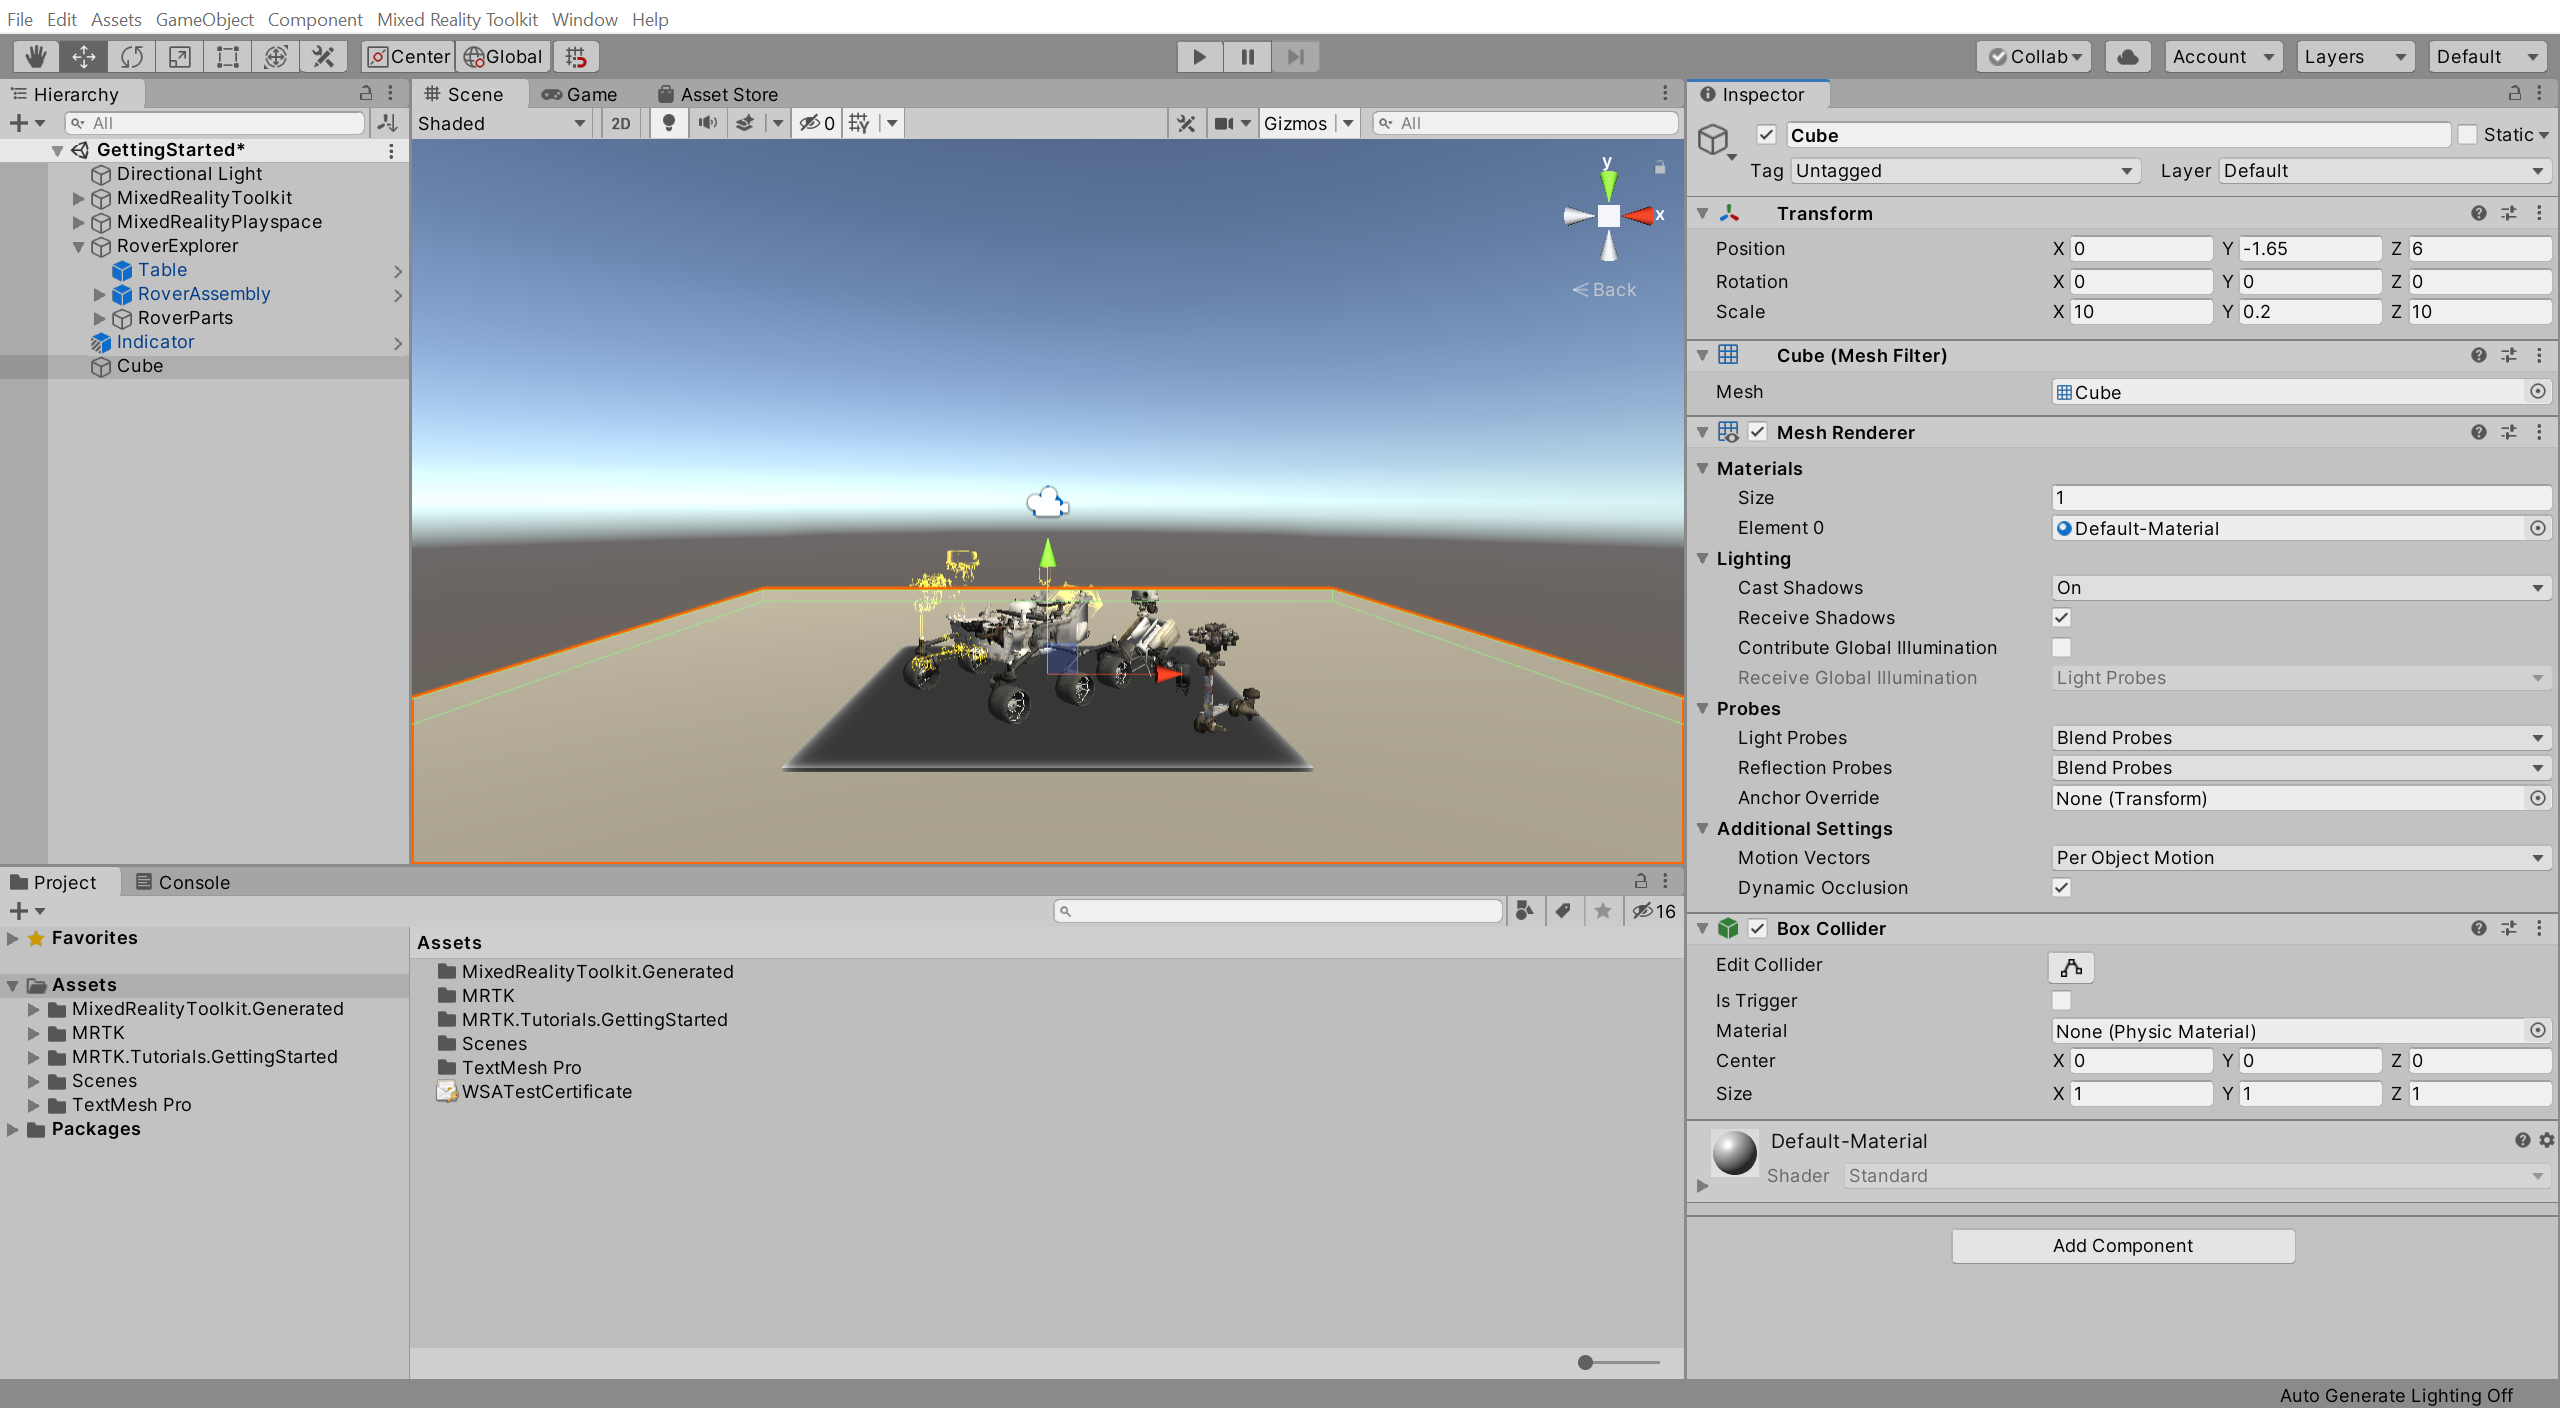 File Edit Assets GameObject Component Mixed Reality Toolkit Window Help
Center Global
Collab Account Layers Default
Hierarchy
All
GettingStarted*
Directional Light
MixedRealityToolkit
MixedRealityPlayspace
RoverExplorer
Table
RoverAssembly
RoverParts
Indicator
Cube
Scene Game Asset Store
Shaded 2D 0 Gizmos All
y
x
Back
Project Console
16
Favorites
Assets
MixedRealityToolkit.Generated
MRTK
MRTK.Tutorials.GettingStarted
Scenes
TextMesh Pro
Packages
Assets
MixedRealityToolkit.Generated
MRTK
MRTK.Tutorials.GettingStarted
Scenes
TextMesh Pro
WSATestCertificate
Inspector
Cube Static
Tag Untagged Layer Default
Transform
Position X 0 Y -1.65 Z 6
Rotation X 0 Y 0 Z 0
Scale X 10 Y 0.2 Z 10
Cube (Mesh Filter)
Mesh Cube
Mesh Renderer
Materials
Size 1
Element 0 Default-Material
Lighting
Cast Shadows On
Receive Shadows
Contribute Global Illumination
Receive Global Illumination Light Probes
Probes
Light Probes Blend Probes
Reflection Probes Blend Probes
Anchor Override None (Transform)
Additional Settings
Motion Vectors Per Object Motion
Dynamic Occlusion
Box Collider
Edit Collider
Is Trigger
Material None (Physic Material)
Center X 0 Y 0 Z 0
Size X 1 Y 1 Z 1
Default-Material
Shader Standard
Add Component
Auto Generate Lighting Off